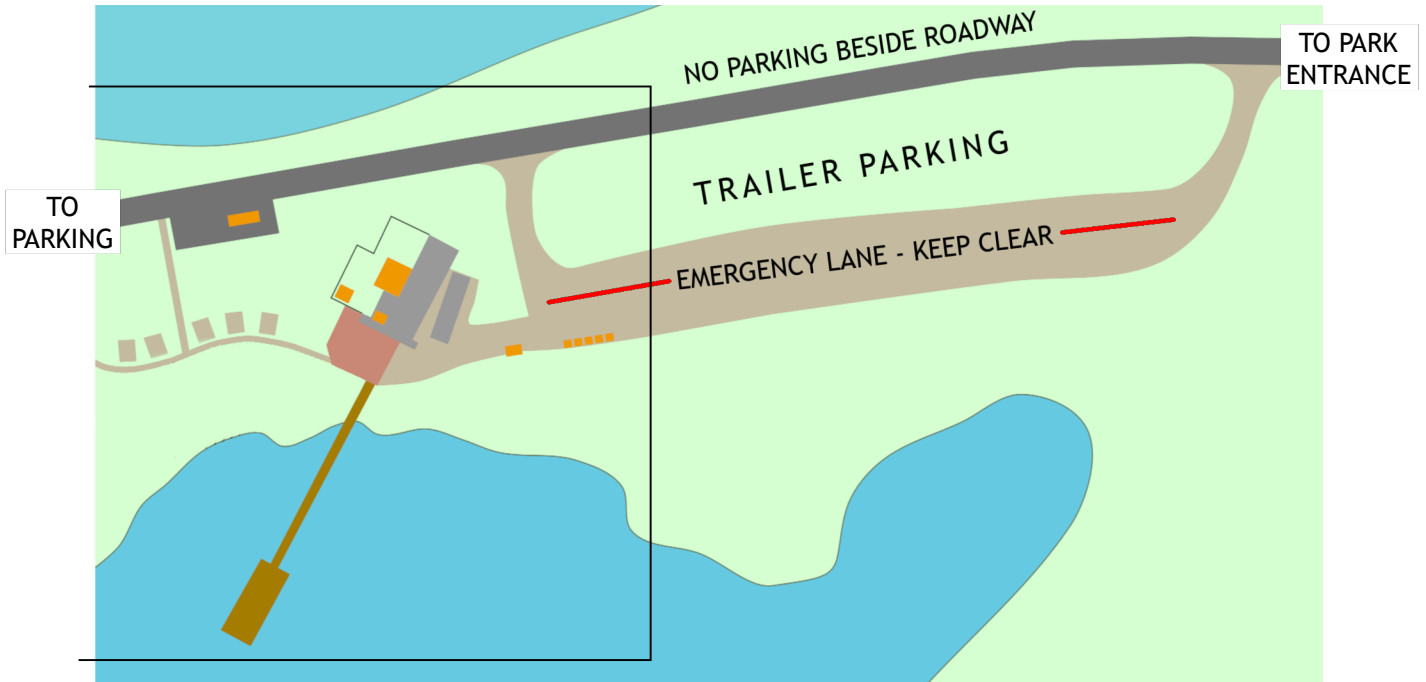 NO PARKING BESIDE ROADWAY
TO PARK
ENTRANCE
TRAILER PARKING
TO
PARKING
EMERGENCY LANE - KEEP CLEAR